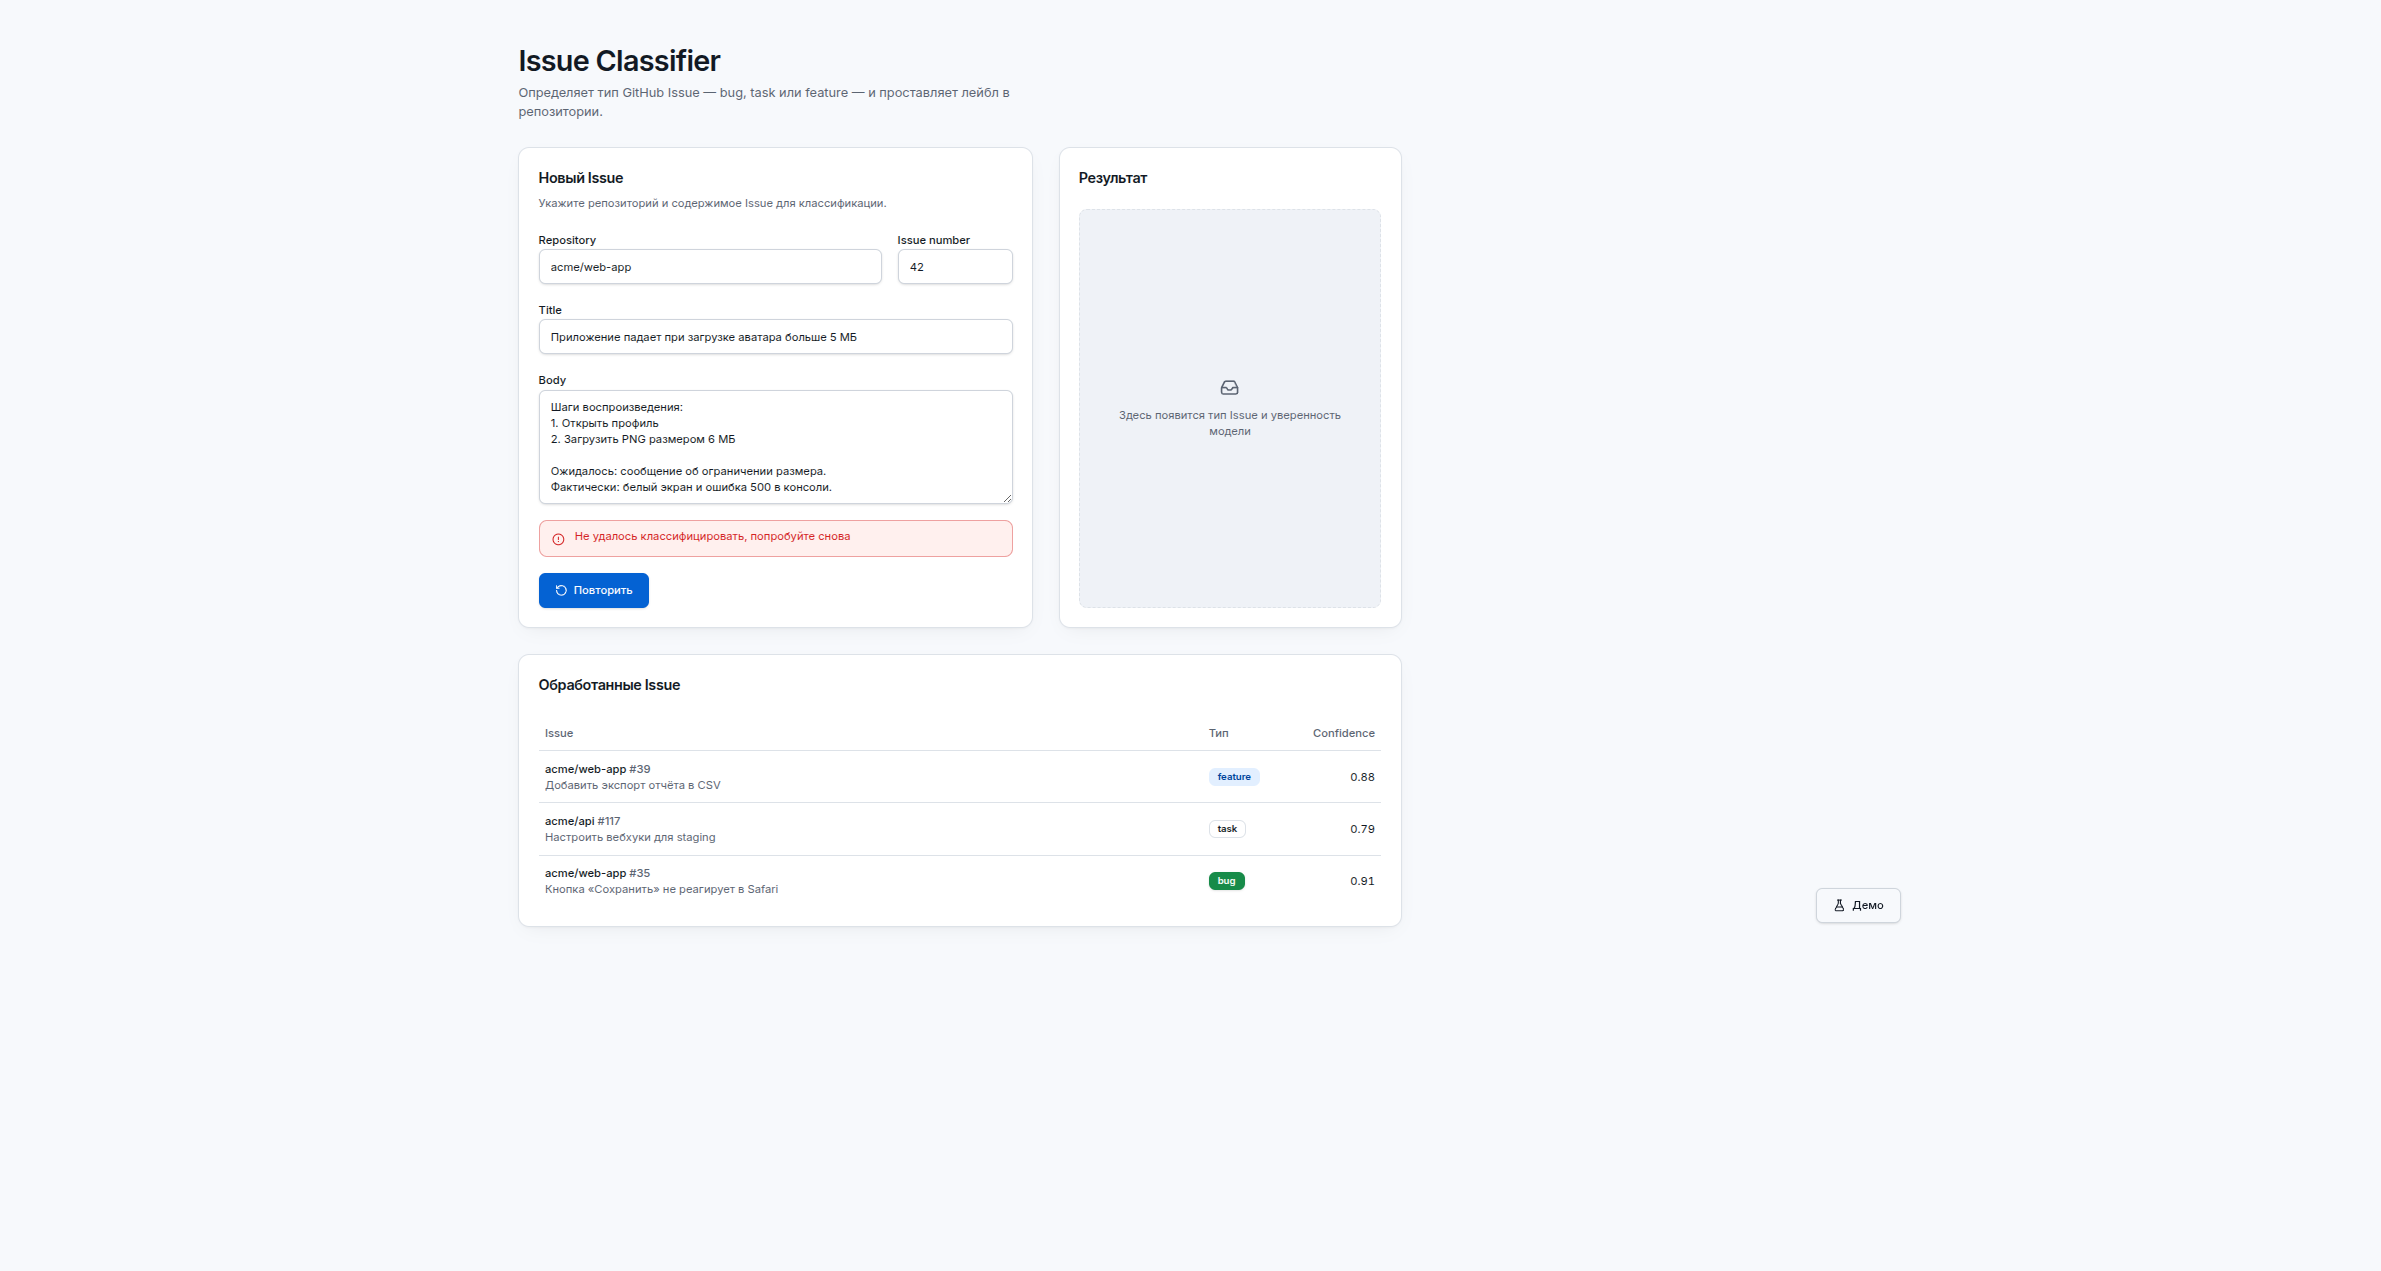 Issue Classifier
Определяет тип GitHub Issue — bug, task или feature — и проставляет лейбл в
репозитории.
Новый Issue
Укажите репозиторий и содержимое Issue для классификации.
Repository
Issue number
acme/web-app
42
Title
Приложение падает при загрузке аватара больше 5 МБ
Body
Шаги воспроизведения:
1. Открыть профиль
2. Загрузить PNG размером 6 МБ
Ожидалось: сообщение об ограничении размера.
Фактически: белый экран и ошибка 500 в консоли.
Не удалось классифицировать, попробуйте снова
Повторить
Результат
Здесь появится тип Issue и уверенность
модели
Обработанные Issue
Issue
Тип
Confidence
acme/web-app #39
Добавить экспорт отчёта в CSV
feature
0.88
acme/api #117
Настроить вебхуки для staging
task
0.79
acme/web-app #35
Кнопка «Сохранить» не реагирует в Safari
bug
0.91
Демо